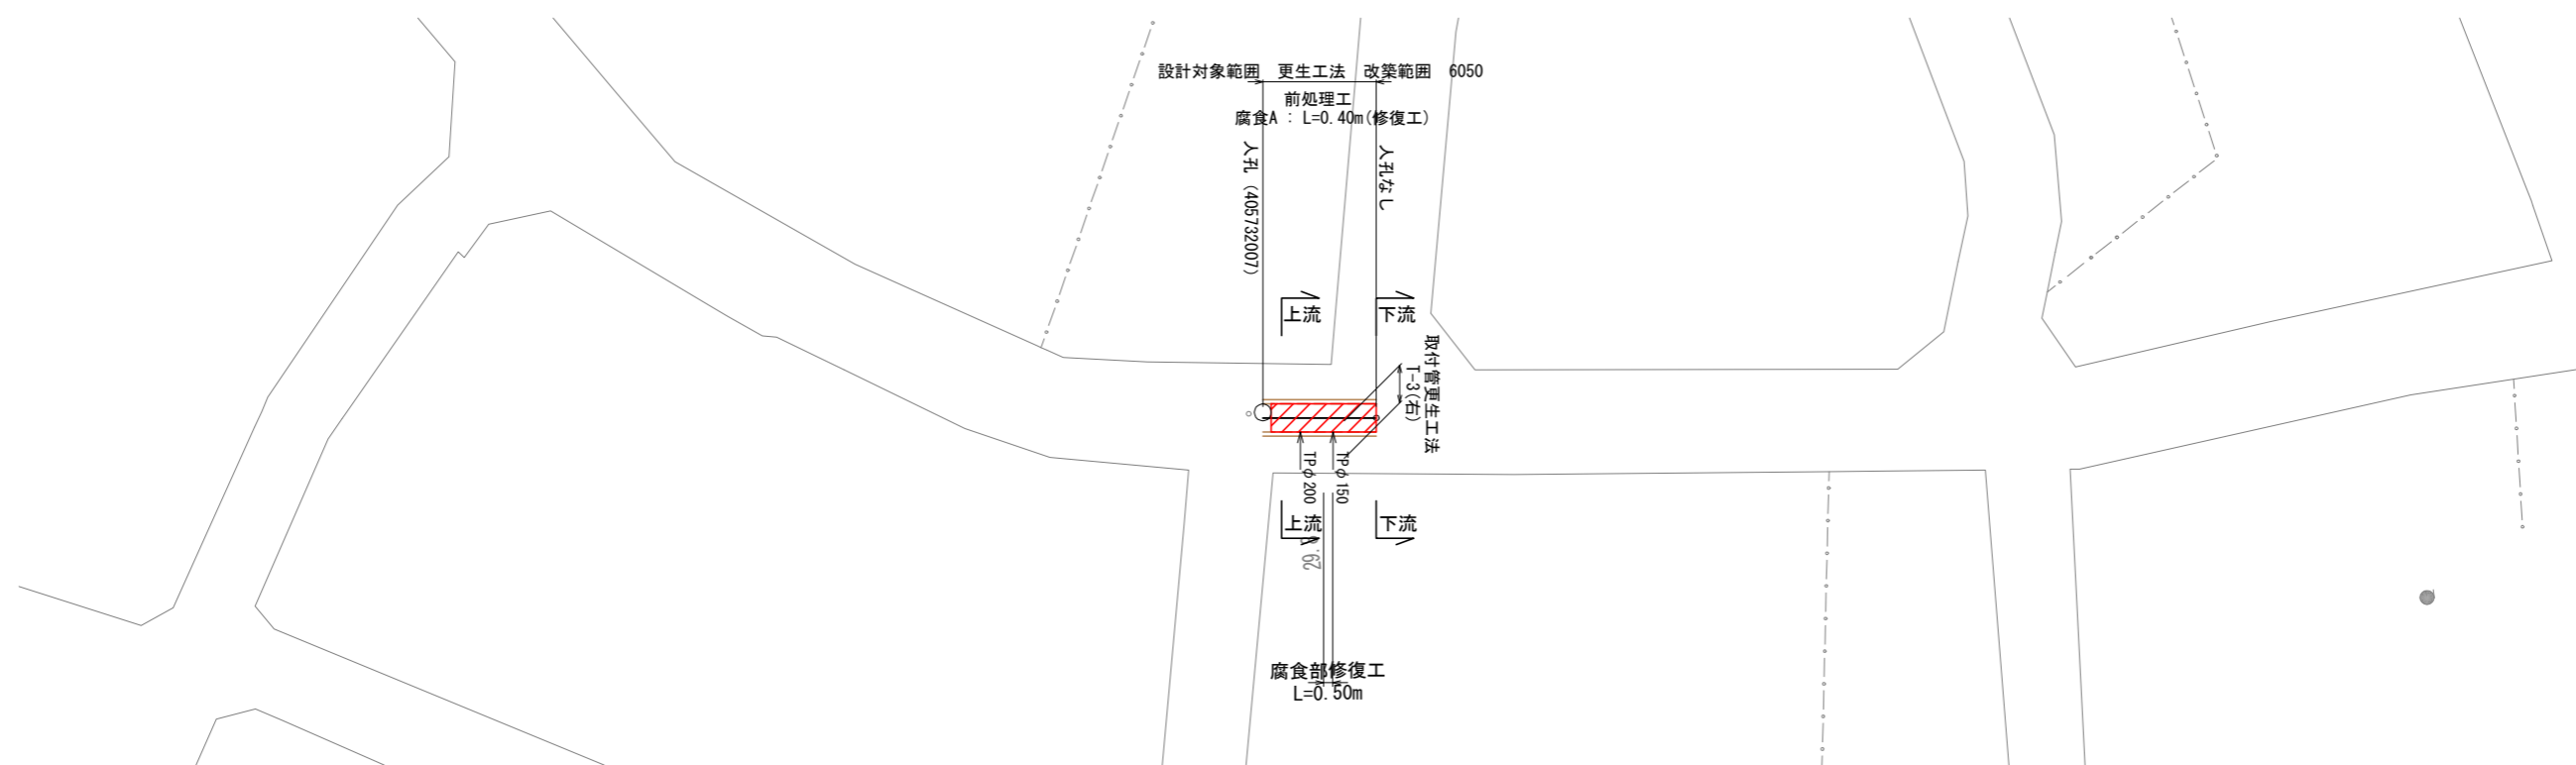 設計対象範囲　更生工法　改築範囲　6050
前処理工
腐食A : L=0.40m(修復工)
人孔 (405732007)
人孔なし
上流
下流
取付管更生工法
T-3(右)
TPφ200
TPφ150
上流
下流
腐食部修復工
L=0.50m